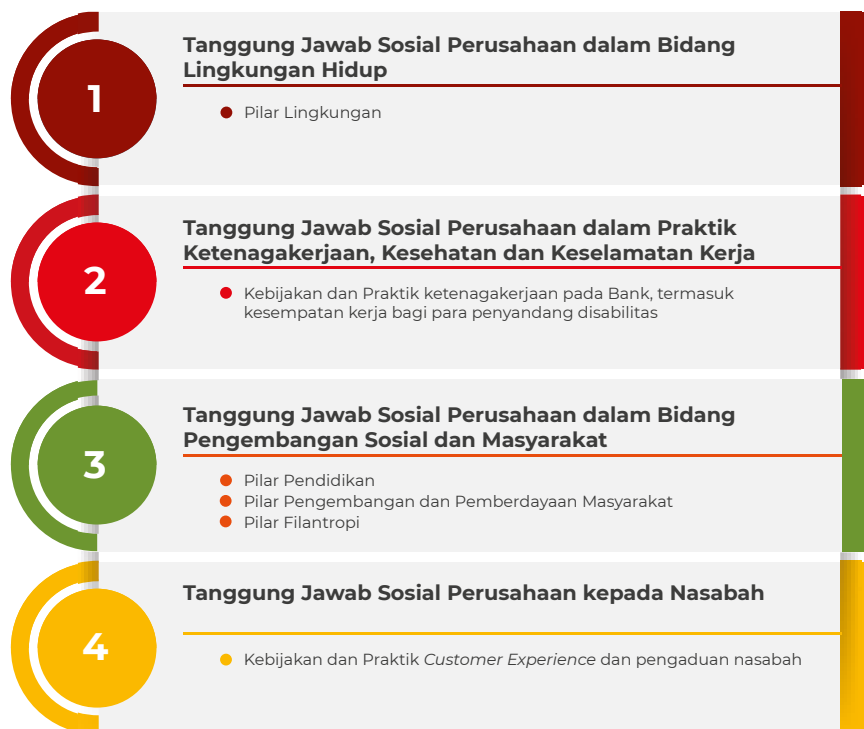 1
Tanggung Jawab Sosial Perusahaan dalam Bidang
Lingkungan Hidup
Pilar Lingkungan
2
Tanggung Jawab Sosial Perusahaan dalam Praktik
Ketenagakerjaan, Kesehatan dan Keselamatan Kerja
Kebijakan dan Praktik ketenagakerjaan pada Bank, termasuk
kesempatan kerja bagi para penyandang disabilitas
3
Tanggung Jawab Sosial Perusahaan dalam Bidang
Pengembangan Sosial dan Masyarakat
Pilar Pendidikan
Pilar Pengembangan dan Pemberdayaan Masyarakat
Pilar Filantropi
4
Tanggung Jawab Sosial Perusahaan kepada Nasabah
Kebijakan dan Praktik Customer Experience dan pengaduan nasabah